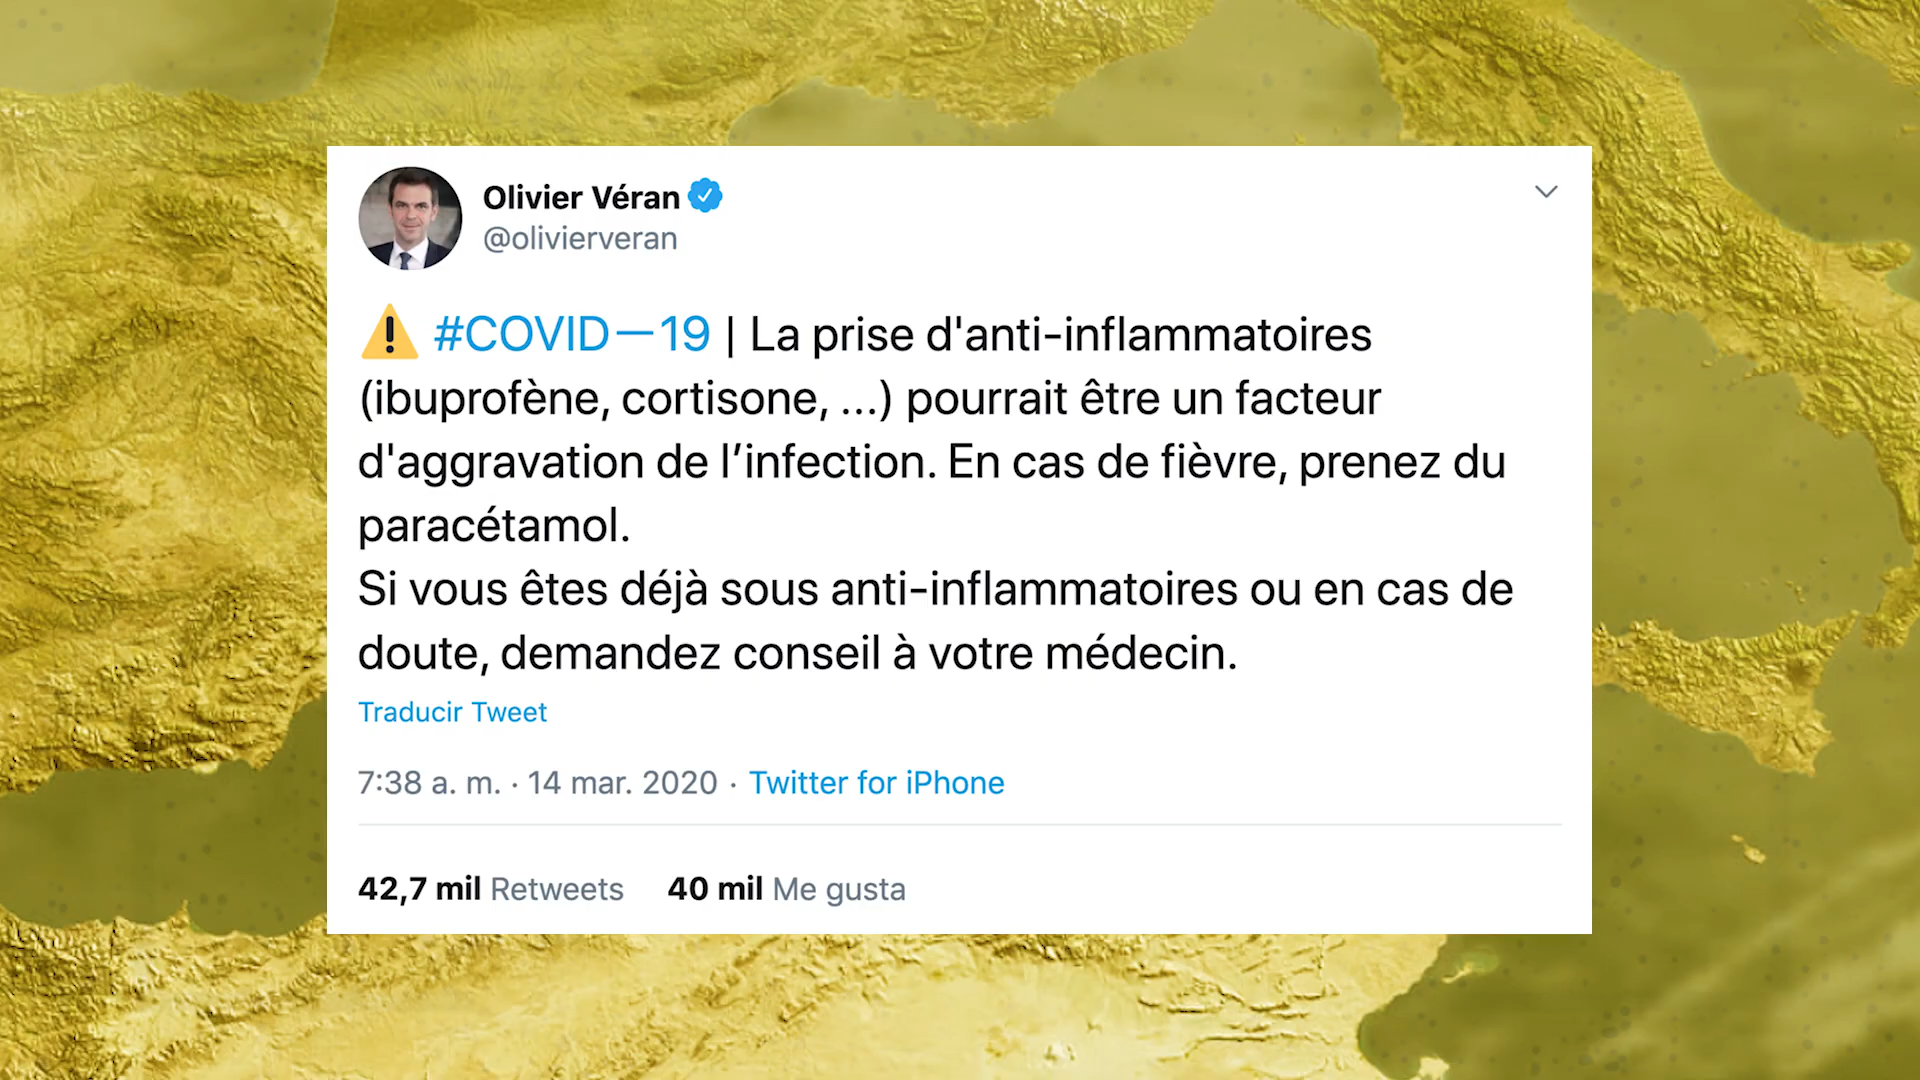 Olivier Véran
@olivierveran
⚠️ #COVID—19 | La prise d'anti-inflammatoires
(ibuprofène, cortisone, ...) pourrait être un facteur
d'aggravation de l’infection. En cas de fièvre, prenez du
paracétamol.
Si vous êtes déjà sous anti-inflammatoires ou en cas de
doute, demandez conseil à votre médecin.
Traducir Tweet
7:38 a. m. · 14 mar. 2020 · Twitter for iPhone
42,7 mil Retweets 40 mil Me gusta